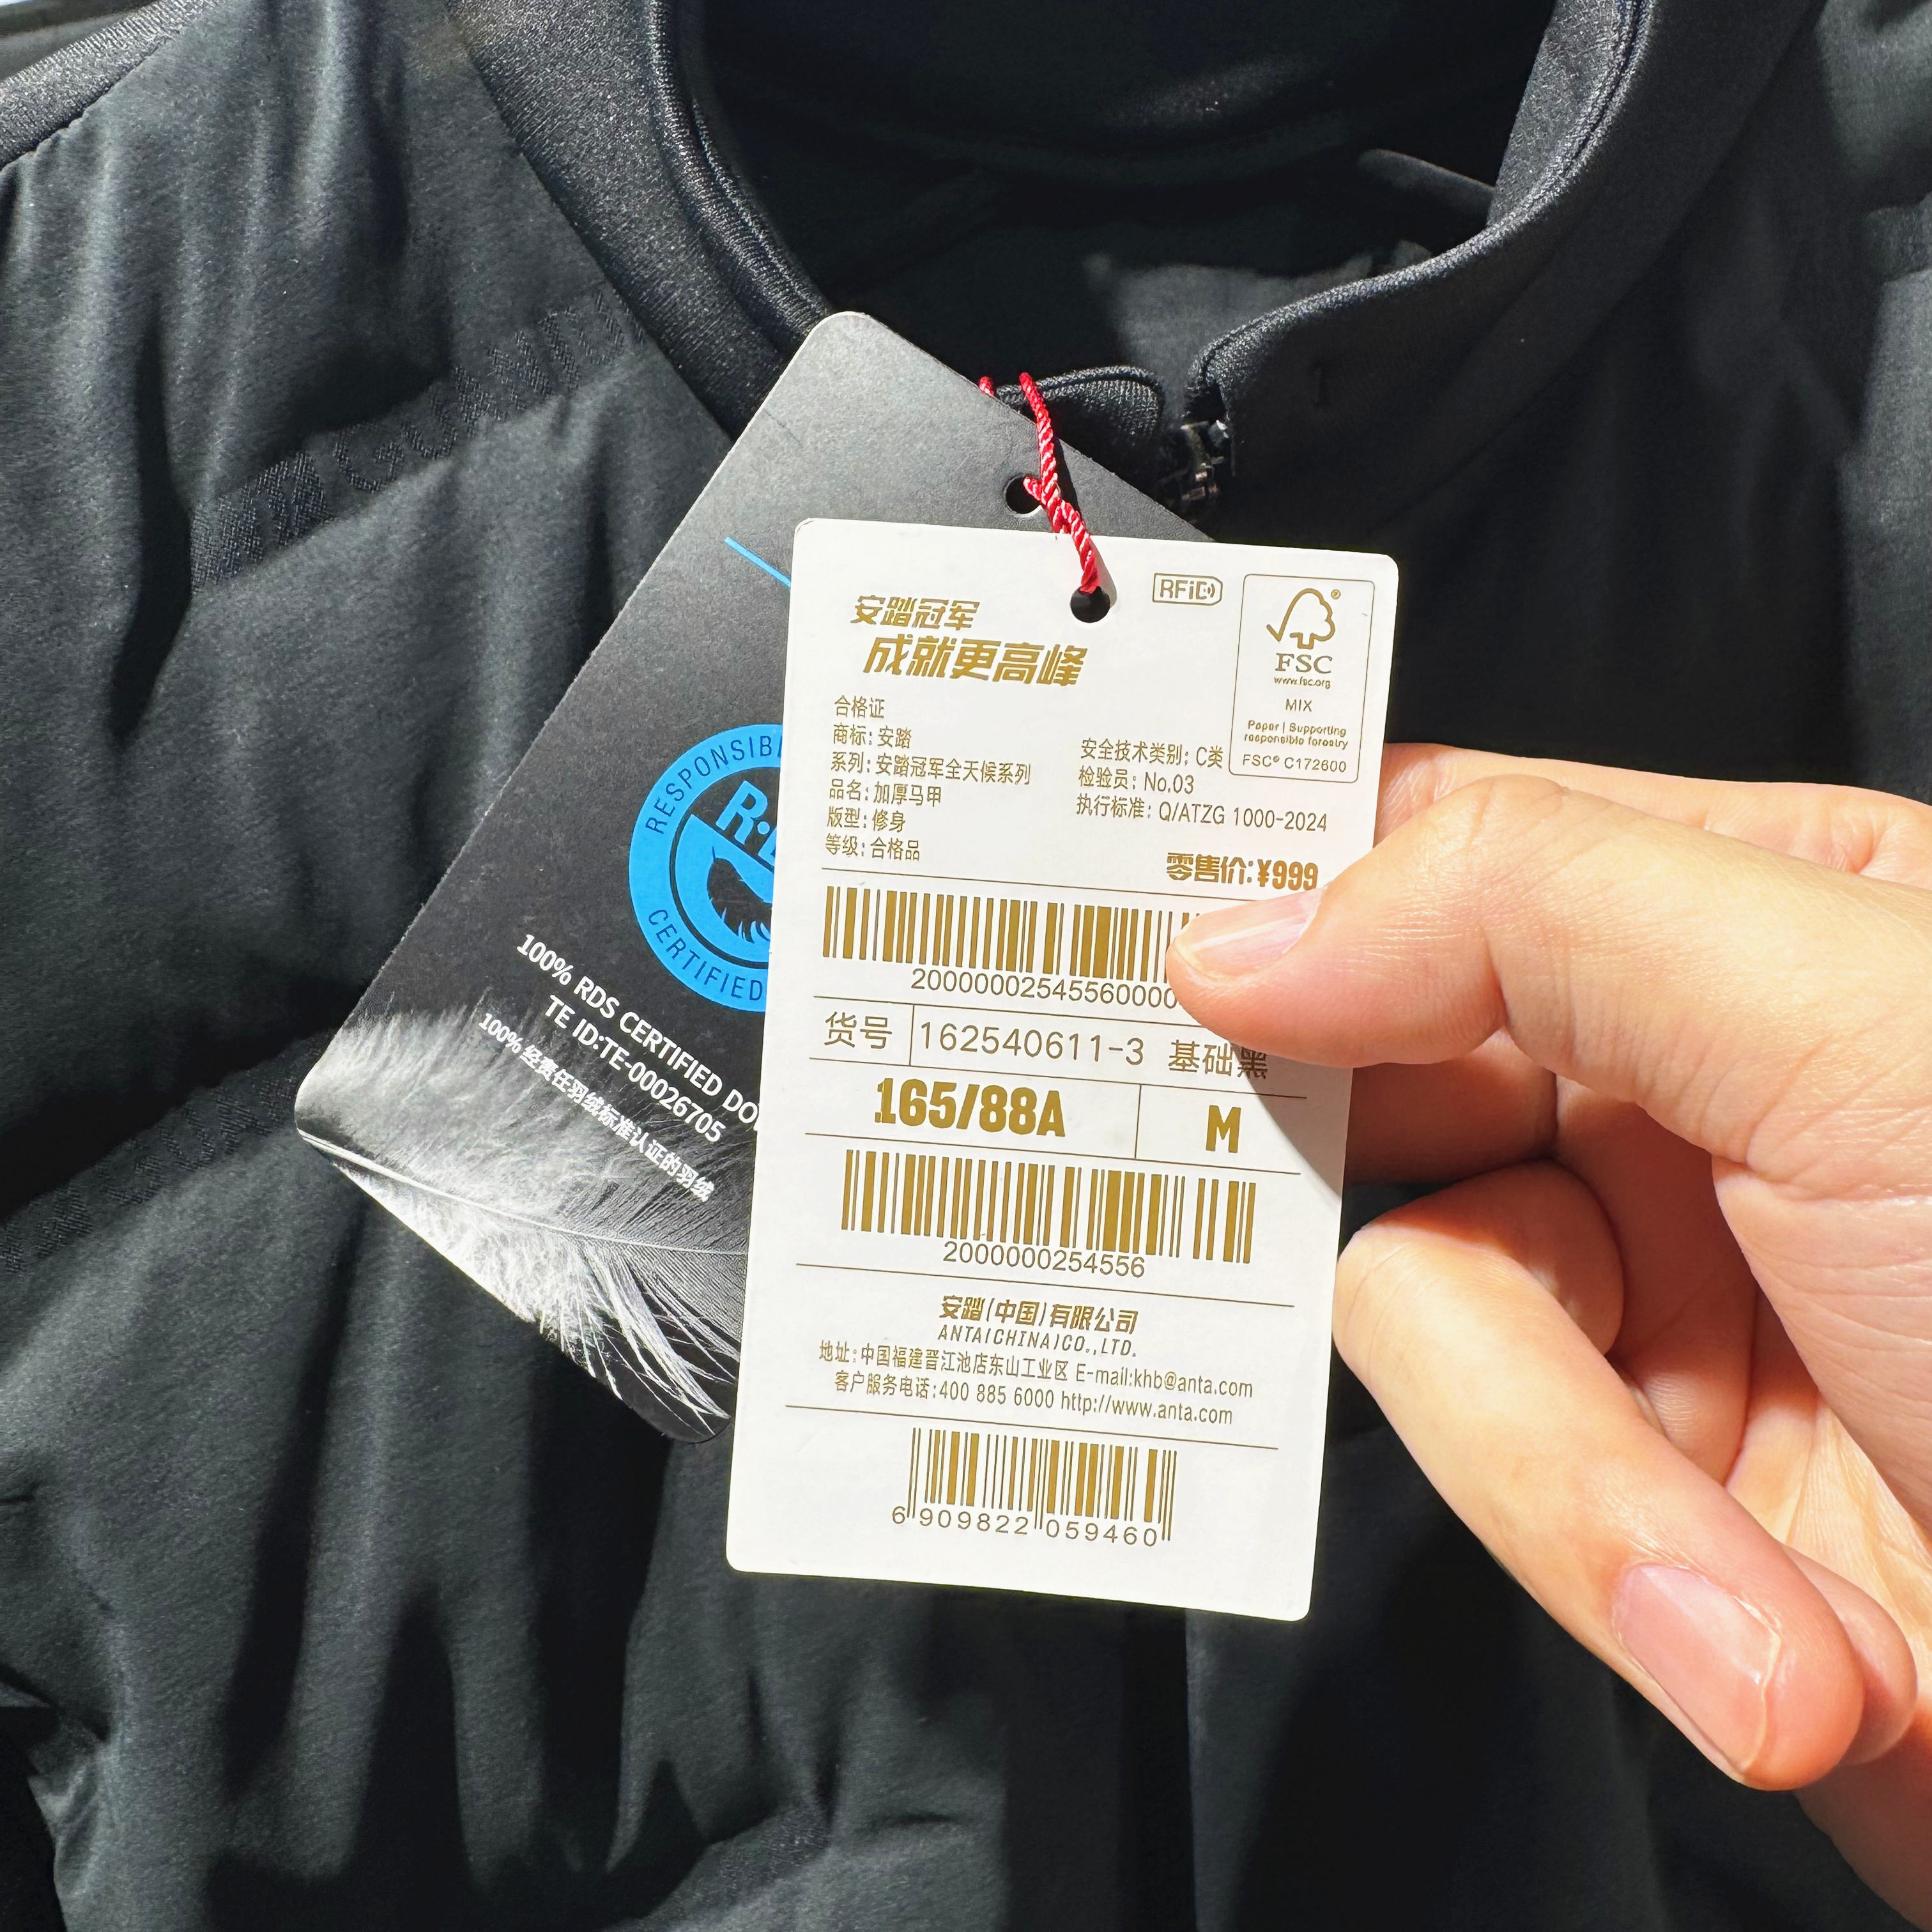 RFiD
安踏冠军
成就更高峰
FSC
www.fsc.org
MIX
Paper | Supporting
responsible forestry
FSC® C172600
合格证
商标: 安踏
系列: 安踏冠军全天候系列
品名: 加厚马甲
版型: 修身
等级: 合格品
安全技术类别: C类
检验员: No.03
执行标准: Q/ATZG 1000-2024
零售价:¥999
20000002545560000
货号 162540611-3 基础黑
165/88A M
2000000254556
安踏(中国)有限公司
ANTA(CHINA)CO.,LTD.
地址:中国福建晋江池店东山工业区 E-mail:khb@anta.com
客户服务电话:400 885 6000 http://www.anta.com
6 909822 059460
CERTIFIED
100% RDS CERTIFIED
TE ID:TE-00026705
100% 经责任羽绒标准认证的羽绒